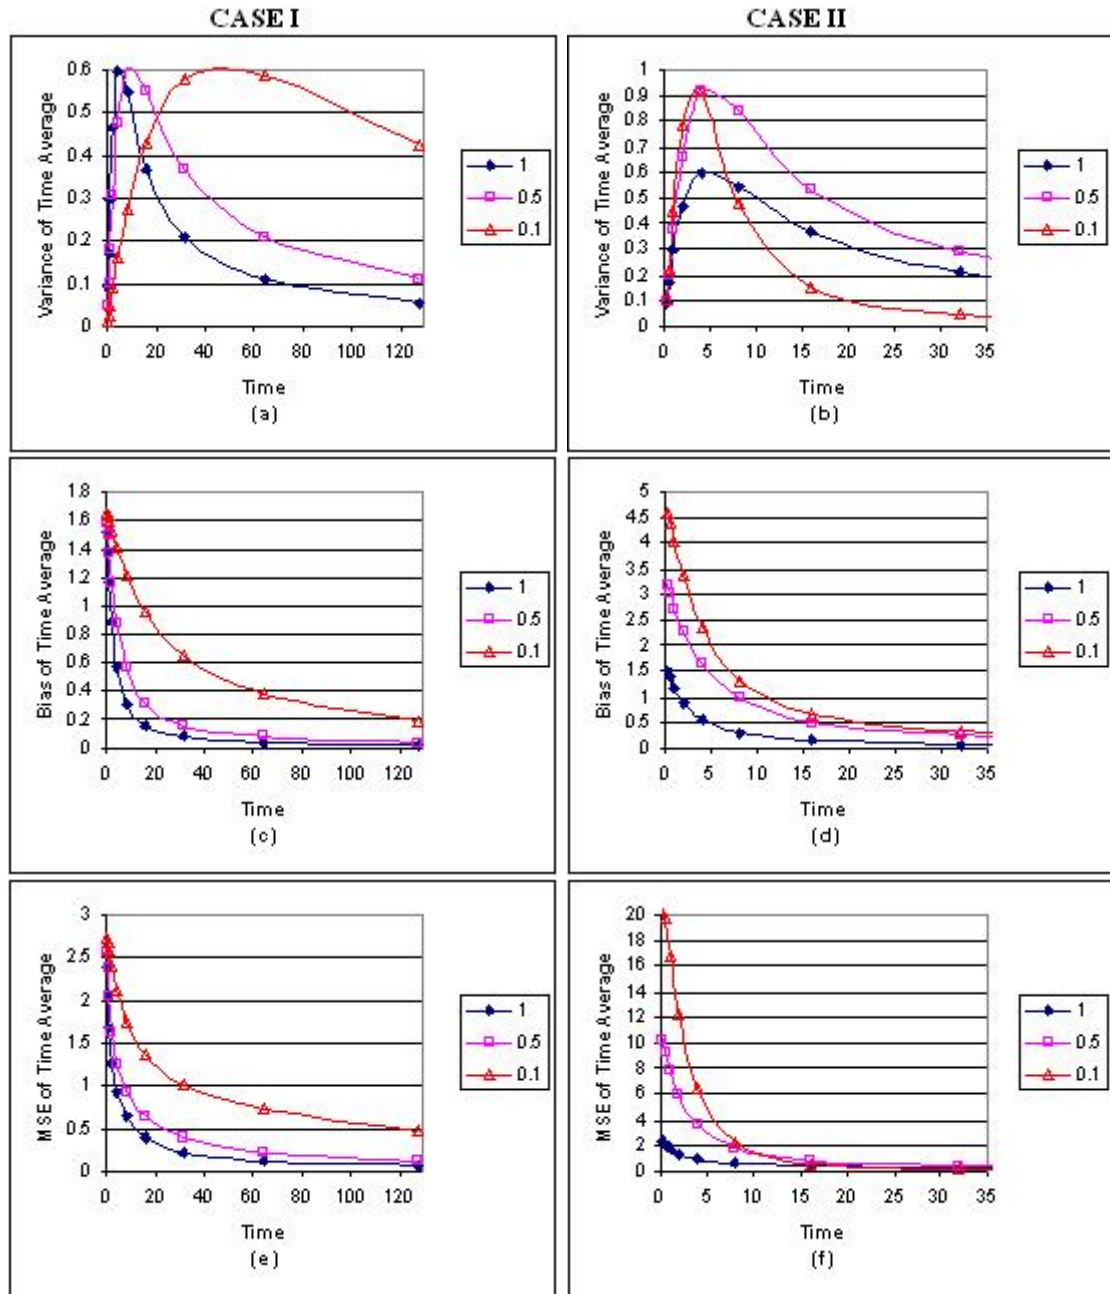 CASE I
CASE II
Variance of Time Average
0.6
0.5
0.4
0.3
0.2
0.1
0
0 20 40 60 80 100 120
Time
(a)
1
0.5
0.1
Variance of Time Average
1
0.9
0.8
0.7
0.6
0.5
0.4
0.3
0.2
0.1
0
0 5 10 15 20 25 30 35
Time
(b)
1
0.5
0.1
Bias of Time Average
1.8
1.6
1.4
1.2
1
0.8
0.6
0.4
0.2
0
0 20 40 60 80 100 120
Time
(c)
1
0.5
0.1
Bias of Time Average
5
4.5
4
3.5
3
2.5
2
1.5
1
0.5
0
0 5 10 15 20 25 30 35
Time
(d)
1
0.5
0.1
MSE of Time Average
3
2.5
2
1.5
1
0.5
0
0 20 40 60 80 100 120
Time
(e)
1
0.5
0.1
MSE of Time Average
20
18
16
14
12
10
8
6
4
2
0
0 5 10 15 20 25 30 35
Time
(f)
1
0.5
0.1